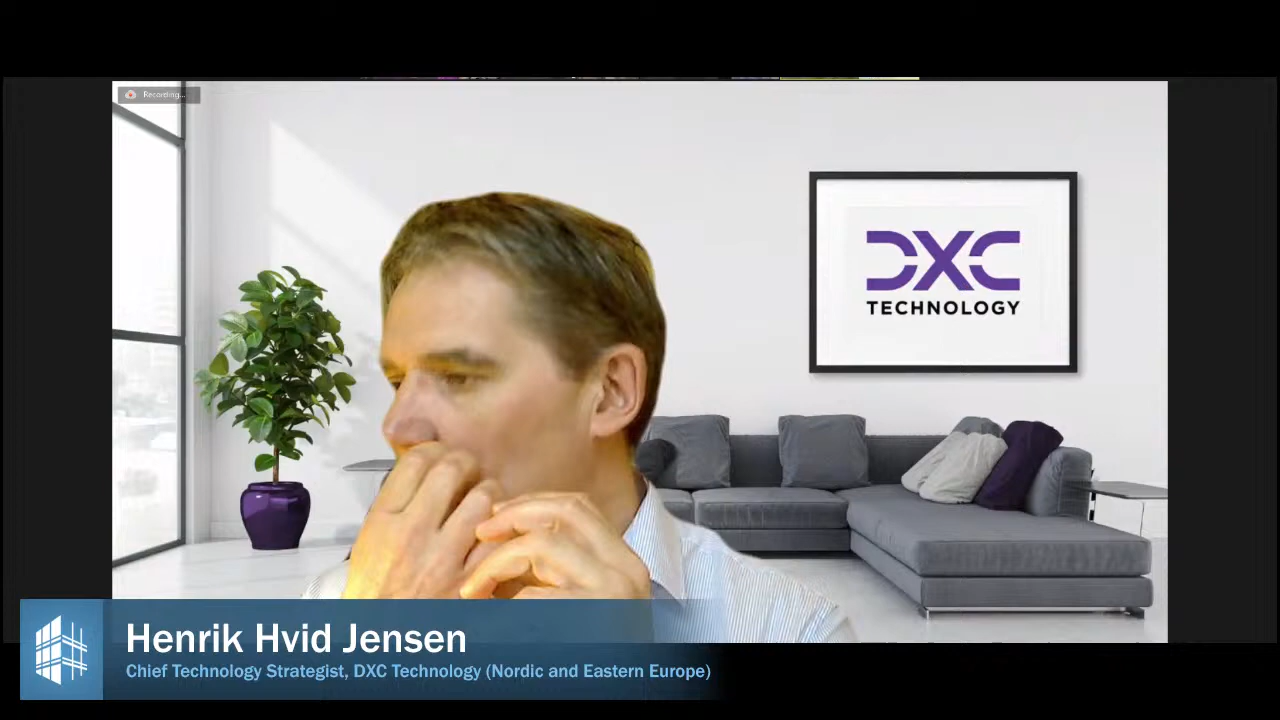 Recording...
DXC
TECHNOLOGY
Henrik Hvid Jensen
Chief Technology Strategist, DXC Technology (Nordic and Eastern Europe)